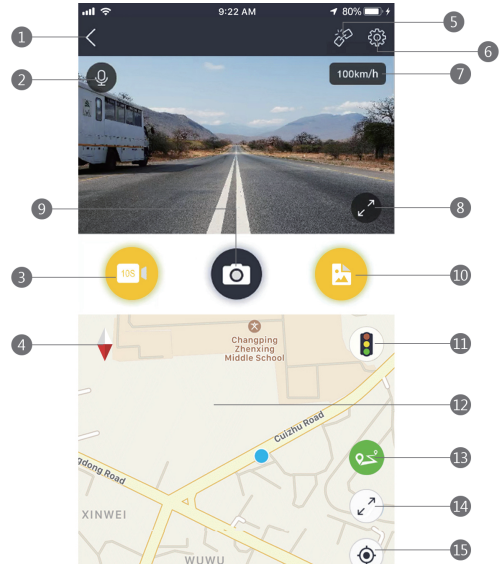 9:22 AM
80%
5
1
6
2
100km/h
7
9
8
3
10S
10
4
文
Changping
Zhenxing
Middle School
11
12
Cuizhu Road
gdong Road
13
14
XINWEI
15
WUWU